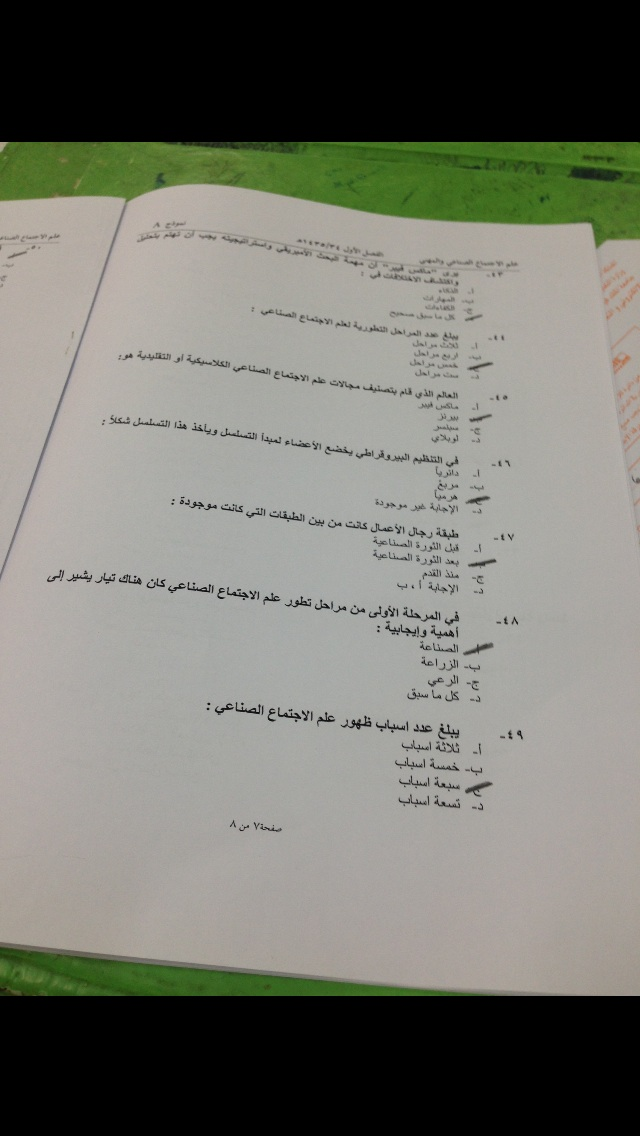 علم الاجتماع الصناعي والمهني
الفصل الأول ١٤٣٥/٣٤هـ
نموذج A
٤٣- يرى "ماكس فيبر" أن مهمة البحث الأمبريقي واستراتيجيته يجب أن تهتم بتحليل
واكتشاف الاختلافات في :
أ- الذكاء
ب- المهارات
ج- الكفاءات
كل ما سبق صحيح
٤٤- يبلغ عدد المراحل التطورية لعلم الاجتماع الصناعي :
أ- ثلاث مراحل
ب- اربع مراحل
خمس مراحل
د- ست مراحل
٤٥- العالم الذي قام بتصنيف مجالات علم الاجتماع الصناعي الكلاسيكية أو التقليدية هو:
أ- ماكس فيبر
بيرنز
ج- سبلسر
د- لوبلاي
٤٦- في التنظيم البيروقراطي يخضع الأعضاء لمبدأ التسلسل ويأخذ هذا التسلسل شكلاً :
أ- دائرياً
ب- مربع
هرمياً
د- الإجابة غير موجودة
٤٧- طبقة رجال الأعمال كانت من بين الطبقات التي كانت موجودة :
أ- قبل الثورة الصناعية
بعد الثورة الصناعية
ج- منذ القدم
د- الإجابة أ ، ب
٤٨- في المرحلة الأولى من مراحل تطور علم الاجتماع الصناعي كان هناك تيار يشير إلى
أهمية وإيجابية :
أ- الصناعة
ب- الزراعة
ج- الرعي
د- كل ما سبق
٤٩- يبلغ عدد اسباب ظهور علم الاجتماع الصناعي :
أ- ثلاثة اسباب
ب- خمسة اسباب
ج- سبعة اسباب
د- تسعة اسباب
صفحة ٧ من ٨